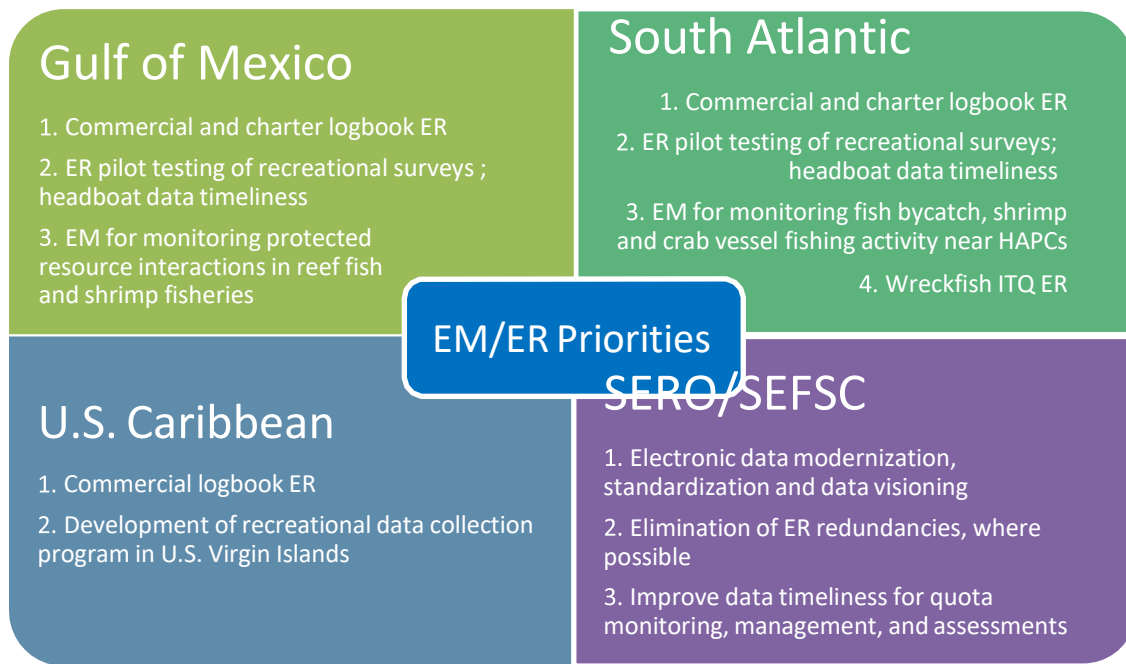 Gulf of Mexico
1. Commercial and charter logbook ER
2. ER pilot testing of recreational surveys ;
headboat data timeliness
3. EM for monitoring protected
resource interactions in reef fish
and shrimp fisheries
South Atlantic
1. Commercial and charter logbook ER
2. ER pilot testing of recreational surveys;
headboat data timeliness
3. EM for monitoring fish bycatch, shrimp
and crab vessel fishing activity near HAPCs
4. Wreckfish ITQ ER
EM/ER Priorities
U.S. Caribbean
1. Commercial logbook ER
2. Development of recreational data collection
program in U.S. Virgin Islands
SERO/SEFSC
1. Electronic data modernization,
standardization and data visioning
2. Elimination of ER redundancies, where
possible
3. Improve data timeliness for quota
monitoring, management, and assessments